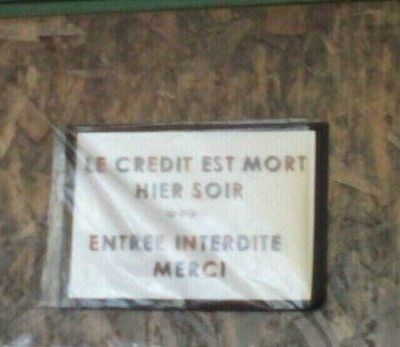 LE CREDIT EST MORT
HIER SOIR
ENTREE INTERDITE
MERCI